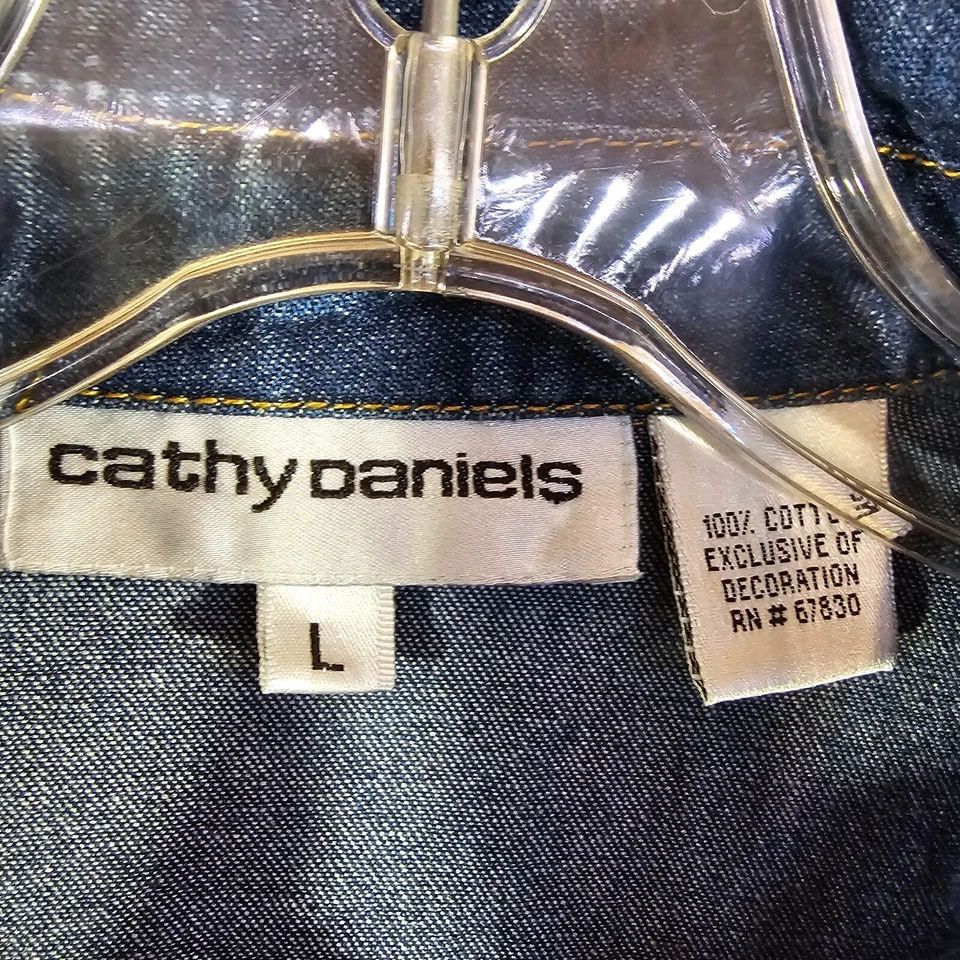 cathy Daniels
L
100% COTT
EXCLUSIVE OF
DECORATION
RN # 67830